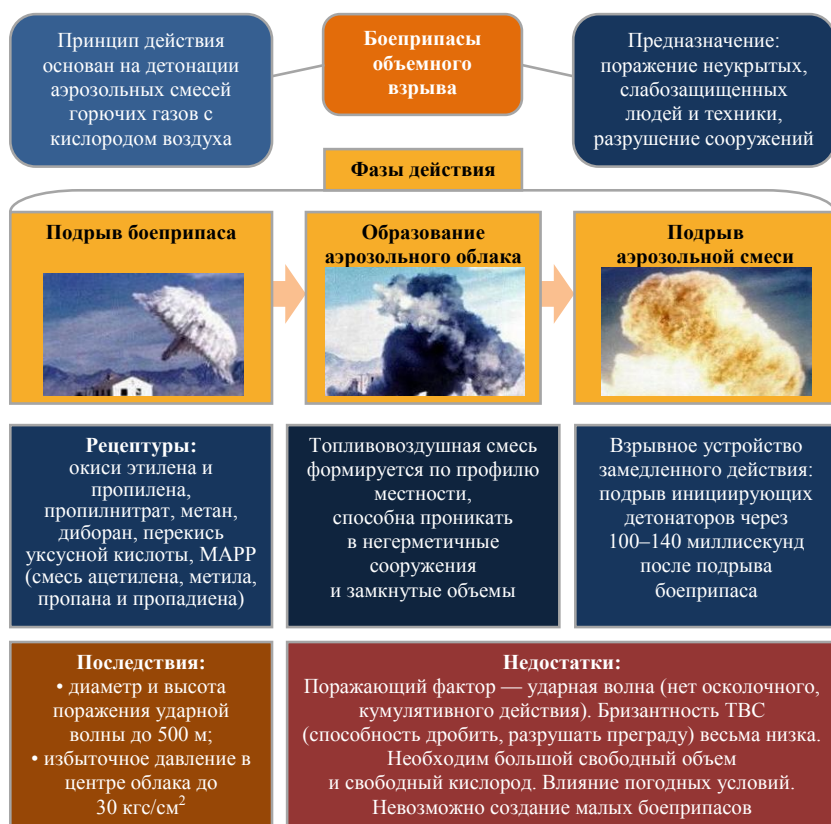 Принцип действия
основан на детонации
аэрозольных смесей
горючих газов с
кислородом воздуха
Боеприпасы
объемного
взрыва
Предназначение:
поражение неукрытых,
слабозащищенных
людей и техники,
разрушение сооружений
Фазы действия
Подрыв боеприпаса
Образование
аэрозольного облака
Подрыв
аэрозольной смеси
Рецептуры:
окиси этилена и
пропилена,
пропилнитрат, метан,
диборан, перекись
уксусной кислоты, МАРР
(смесь ацетилена, метила,
пропана и пропадиена)
Топливовоздушная смесь
формируется по профилю
местности,
способна проникать
в негерметичные
сооружения
и замкнутые объемы
Взрывное устройство
замедленного действия:
подрыв инициирующих
детонаторов через
100–140 миллисекунд
после подрыва
боеприпаса
Последствия:
• диаметр и высота
поражения ударной
волны до 500 м;
• избыточное давление в
центре облака до
30 кгс/см²
Недостатки:
Поражающий фактор — ударная волна (нет осколочного,
кумулятивного действия). Бризантность ТВС
(способность дробить, разрушать преграду) весьма низка.
Необходим большой свободный объем
и свободный кислород. Влияние погодных условий.
Невозможно создание малых боеприпасов